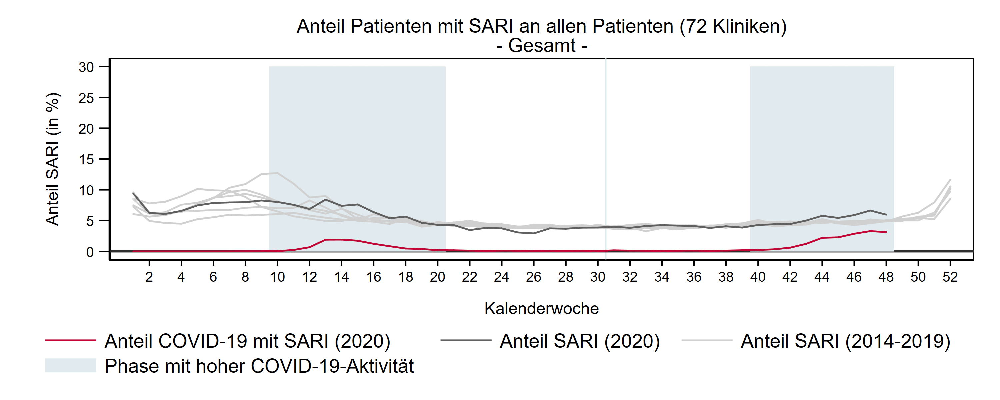 Anteil Patienten mit SARI an allen Patienten (72 Kliniken)
- Gesamt -
Anteil SARI (in %)
30
25
20
15
10
5
0
2 4 6 8 10 12 14 16 18 20 22 24 26 28 30 32 34 36 38 40 42 44 46 48 50 52
Kalenderwoche
Anteil COVID-19 mit SARI (2020) Anteil SARI (2020) Anteil SARI (2014-2019)
Phase mit hoher COVID-19-Aktivität